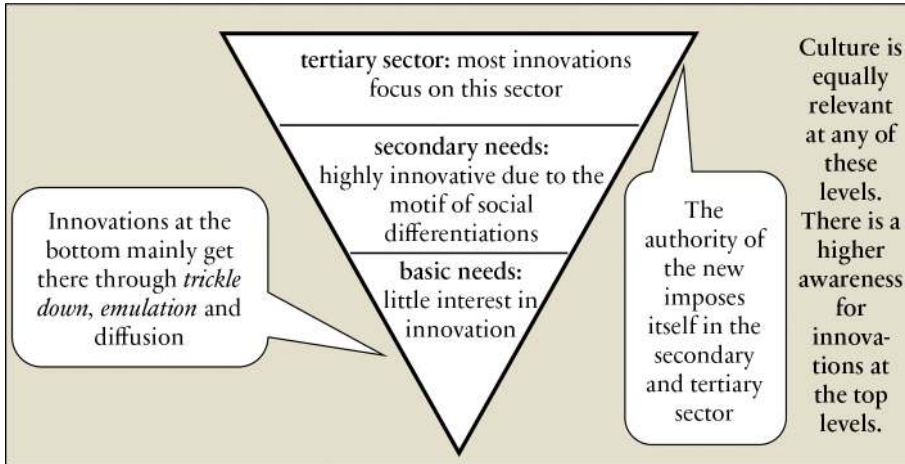 tertiary sector: most innovations
focus on this sector
secondary needs:
highly innovative due to the
motif of social
differentiations
basic needs:
little interest in
innovation
Innovations at the
bottom mainly get
there through trickle
down, emulation and
diffusion
The
authority of
the new
imposes
itself in the
secondary
and tertiary
sector
Culture is
equally
relevant
at any of
these
levels.
There is a
higher
awareness
for
innova-
tions at
the top
levels.